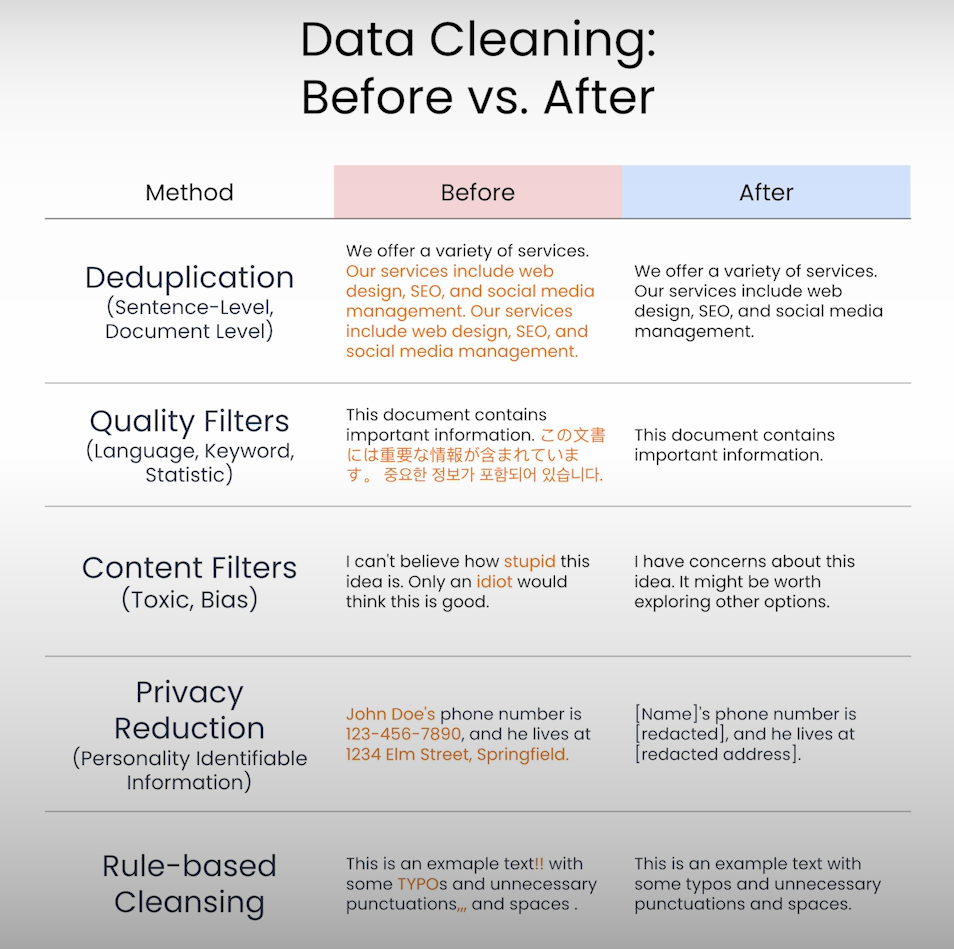 Data Cleaning:
Before vs. After
Method
Before
After
Deduplication
(Sentence-Level,
Document Level)
We offer a variety of services.
Our services include web
design, SEO, and social media
management. Our services
include web design, SEO, and
social media management.
We offer a variety of services.
Our services include web
design, SEO, and social media
management.
Quality Filters
(Language, Keyword,
Statistic)
This document contains
important information. この文書
には重要な情報が含まれていま
す。 중요한 정보가 포함되어 있습니다.
This document contains
important information.
Content Filters
(Toxic, Bias)
I can't believe how stupid this
idea is. Only an idiot would
think this is good.
I have concerns about this
idea. It might be worth
exploring other options.
Privacy
Reduction
(Personality Identifiable
Information)
John Doe's phone number is
123-456-7890, and he lives at
1234 Elm Street, Springfield.
[Name]'s phone number is
[redacted], and he lives at
[redacted address].
Rule-based
Cleansing
This is an exmaple text!! with
some TYPOs and unnecessary
punctuations,,, and spaces .
This is an example text with
some typos and unnecessary
punctuations and spaces.